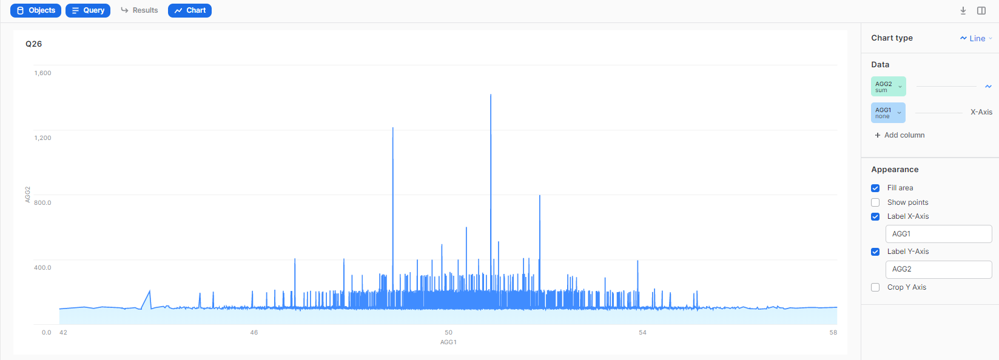 Objects Query Results Chart
Q26
1,600
1,200
800.0
400.0
0.0
AGG2
42 46 50 54 58
AGG1
Chart type Line
Data
AGG2
sum
AGG1
none
X-Axis
+ Add column
Appearance
Fill area
Show points
Label X-Axis
AGG1
Label Y-Axis
AGG2
Crop Y Axis